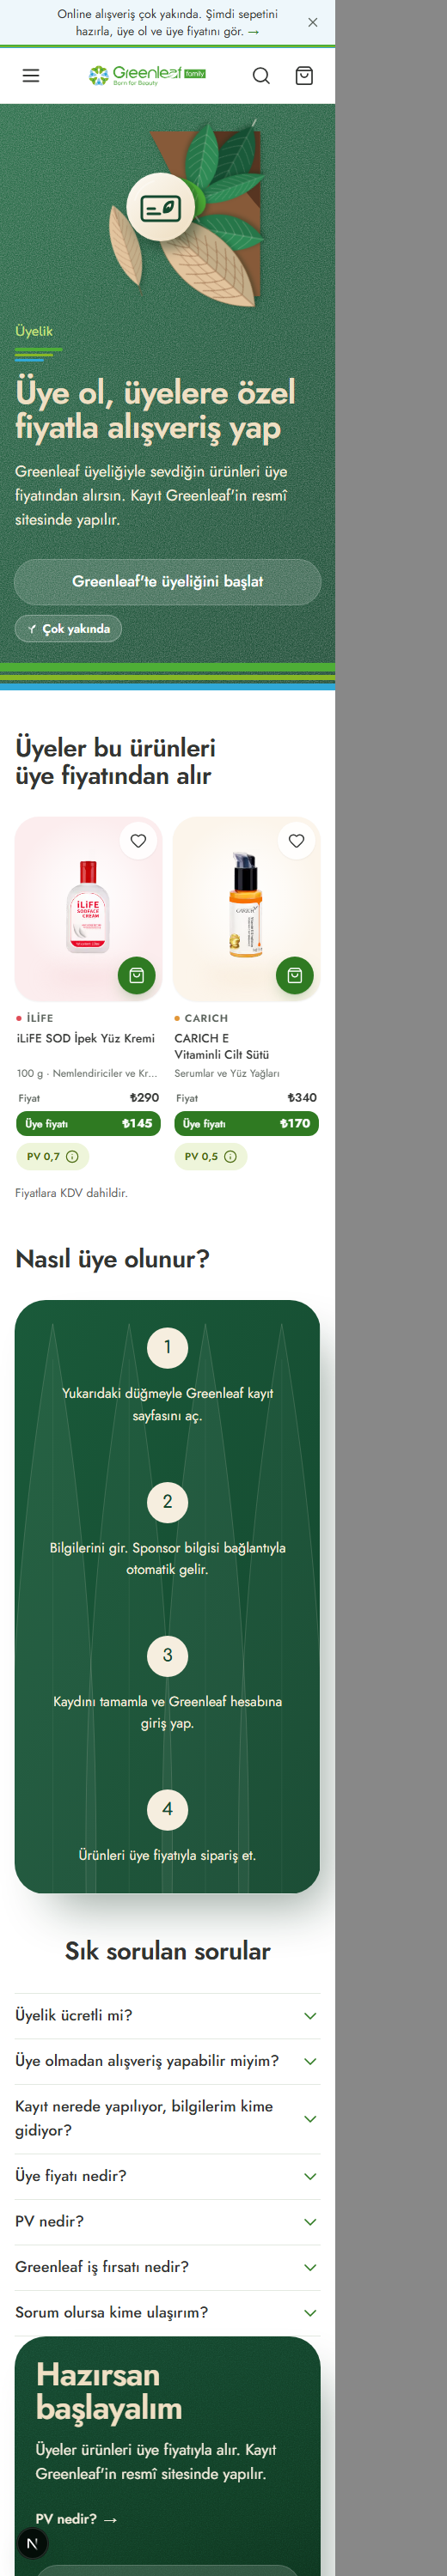 Online alışveriş çok yakında. Şimdi sepetini
hazırla, üye ol ve üye fiyatını gör. →
Greenleaf family
Born for Beauty
Üyelik
Üye ol, üyelere özel
fiyatla alışveriş yap
Greenleaf üyeliğiyle sevdiğin ürünleri üye
fiyatından alırsın. Kayıt Greenleaf'in resmî
sitesinde yapılır.
Greenleaf'te üyeliğini başlat
Çok yakında
Üyeler bu ürünleri
üye fiyatından alır
iLiFE
SODFACE
CREAM
CARICH
İLİFE
iLiFE SOD İpek Yüz Kremi
100 g · Nemlendiriciler ve Kr...
Fiyat ₺290
Üye fiyatı ₺145
PV 0,7
CARICH
CARICH E
Vitaminli Cilt Sütü
Serumlar ve Yüz Yağları
Fiyat ₺340
Üye fiyatı ₺170
PV 0,5
Fiyatlara KDV dahildir.
Nasıl üye olunur?
1
Yukarıdaki düğmeyle Greenleaf kayıt
sayfasını aç.
2
Bilgilerini gir. Sponsor bilgisi bağlantıyla
otomatik gelir.
3
Kaydını tamamla ve Greenleaf hesabına
giriş yap.
4
Ürünleri üye fiyatıyla sipariş et.
Sık sorulan sorular
Üyelik ücretli mi?
Üye olmadan alışveriş yapabilir miyim?
Kayıt nerede yapılıyor, bilgilerim kime
gidiyor?
Üye fiyatı nedir?
PV nedir?
Greenleaf iş fırsatı nedir?
Sorum olursa kime ulaşırım?
Hazırsan
başlayalım
Üyeler ürünleri üye fiyatıyla alır. Kayıt
Greenleaf'in resmî sitesinde yapılır.
PV nedir? →
N